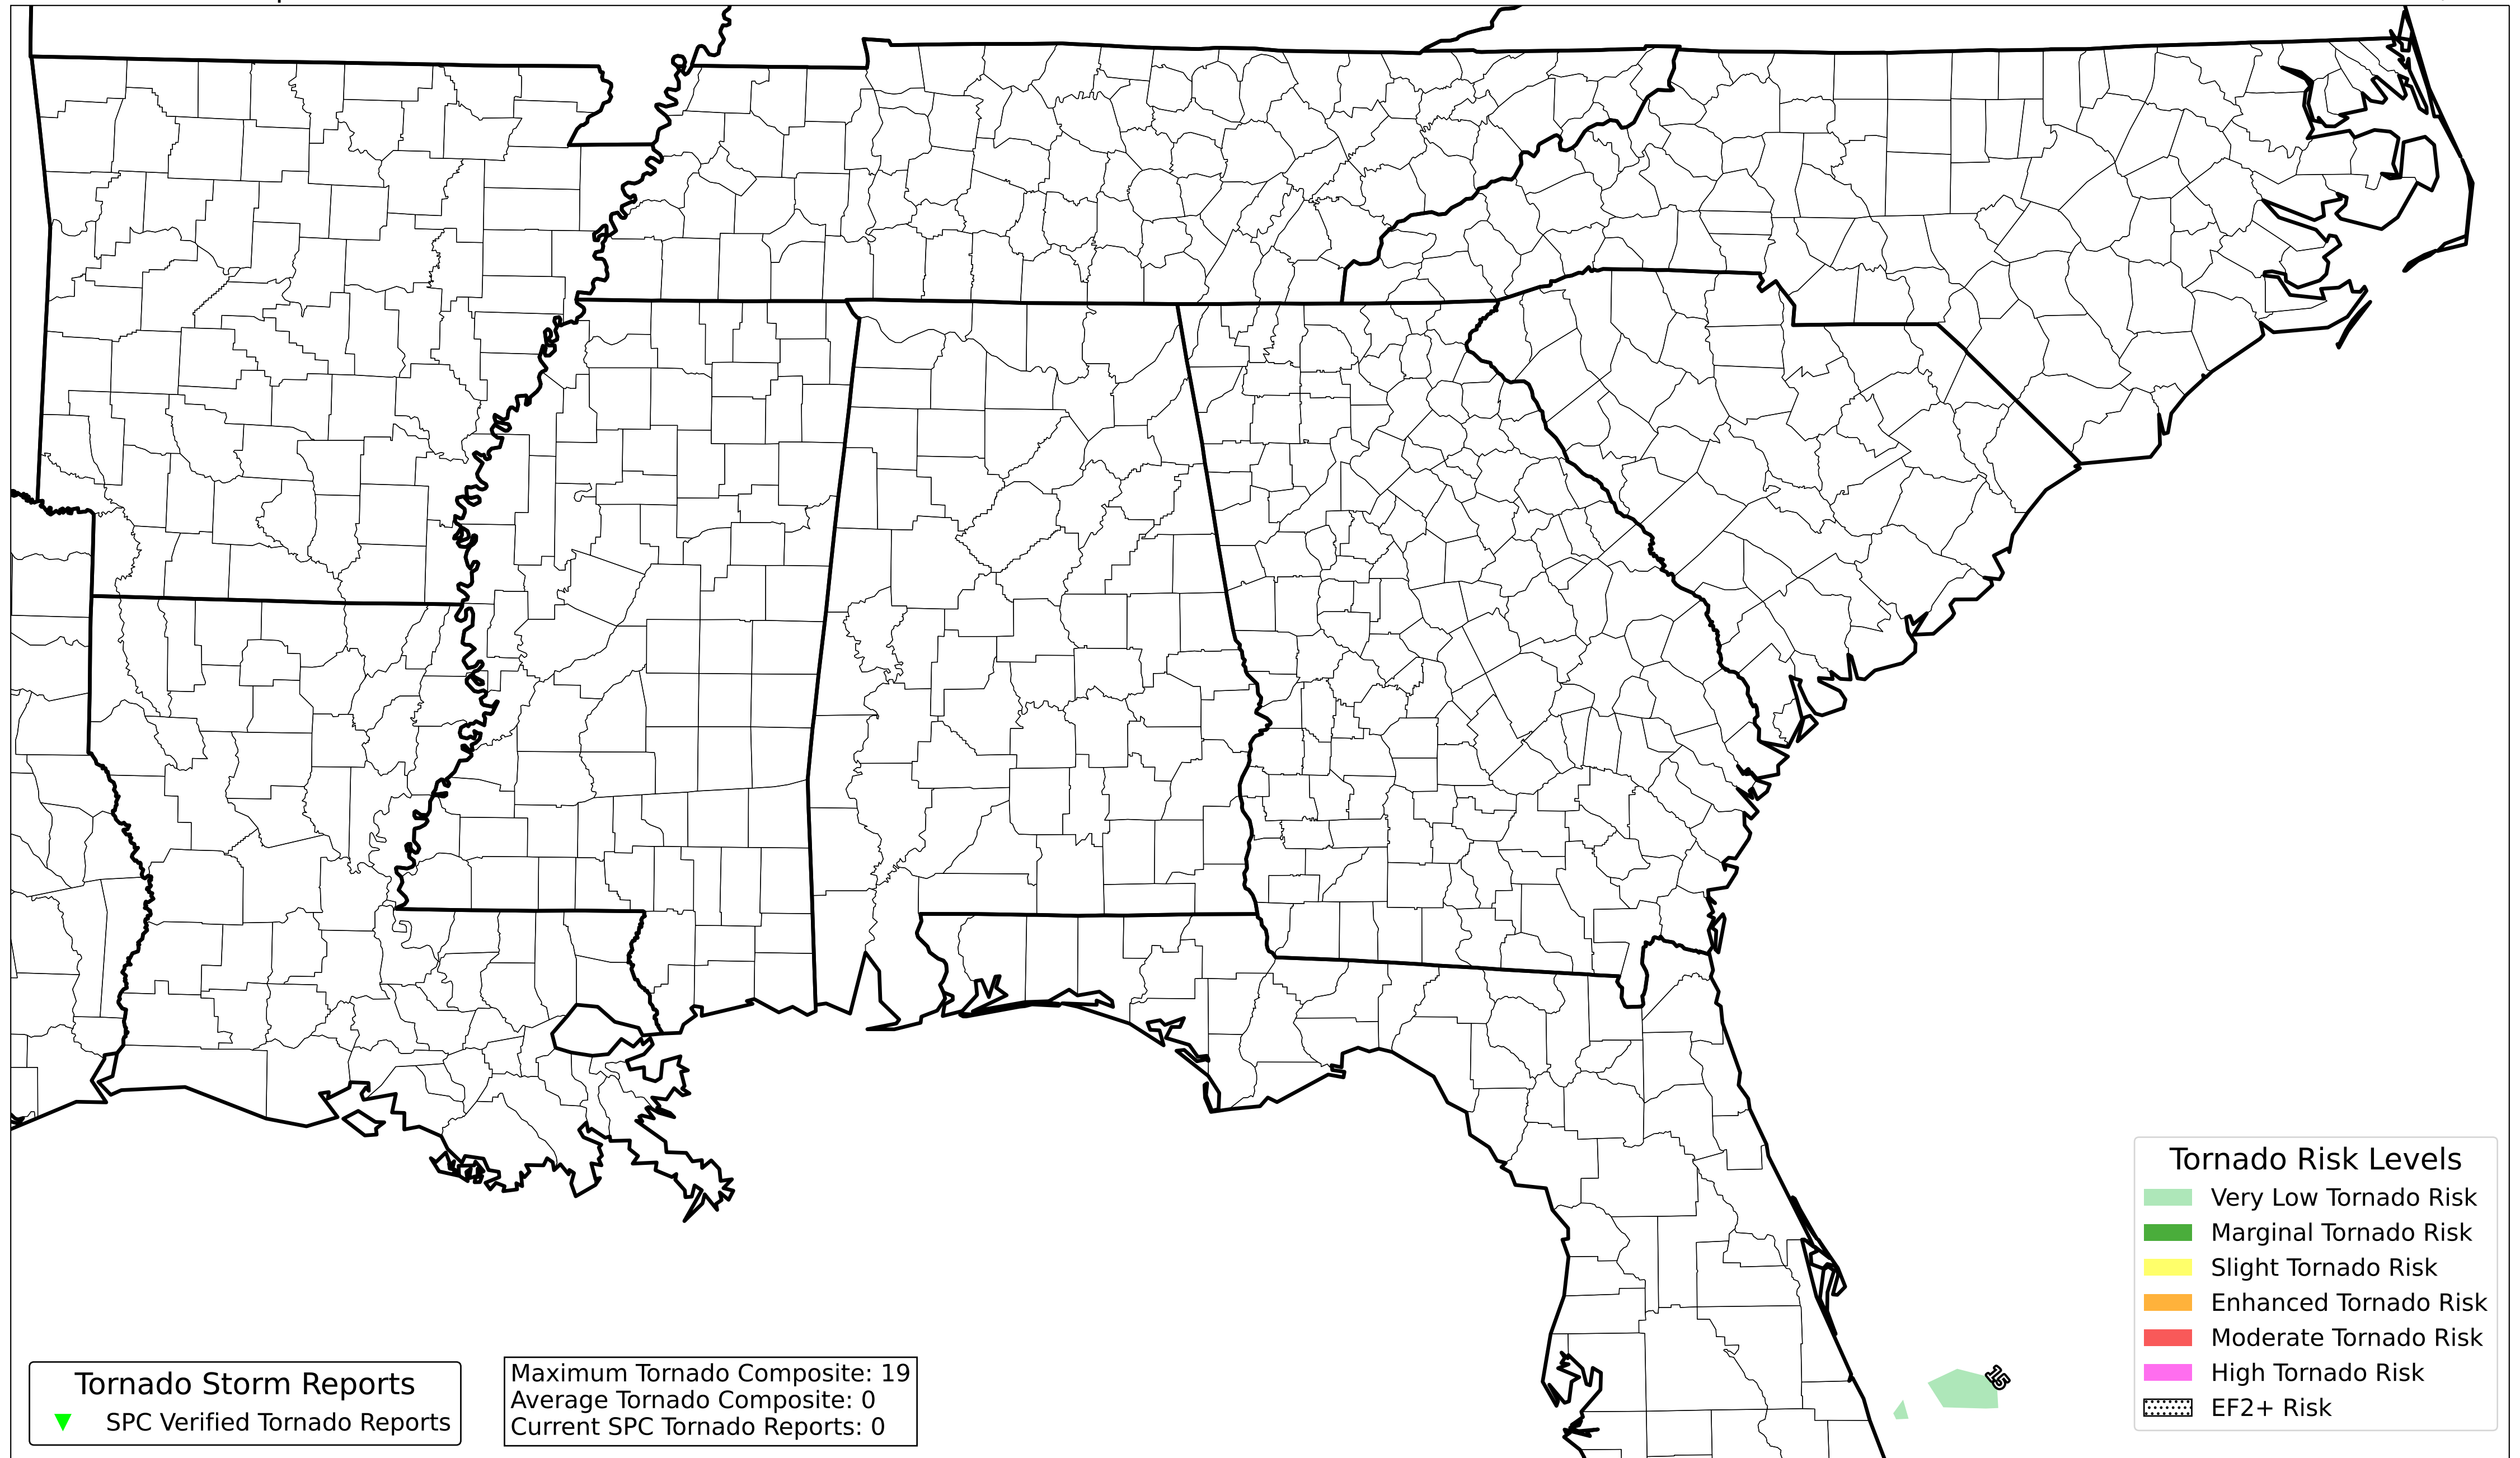 Tornado Risk Levels
Very Low Tornado Risk
Marginal Tornado Risk
Slight Tornado Risk
Enhanced Tornado Risk
Moderate Tornado Risk
High Tornado Risk
EF2+ Risk
15
Tornado Storm Reports
SPC Verified Tornado Reports
Maximum Tornado Composite: 19
Average Tornado Composite: 0
Current SPC Tornado Reports: 0